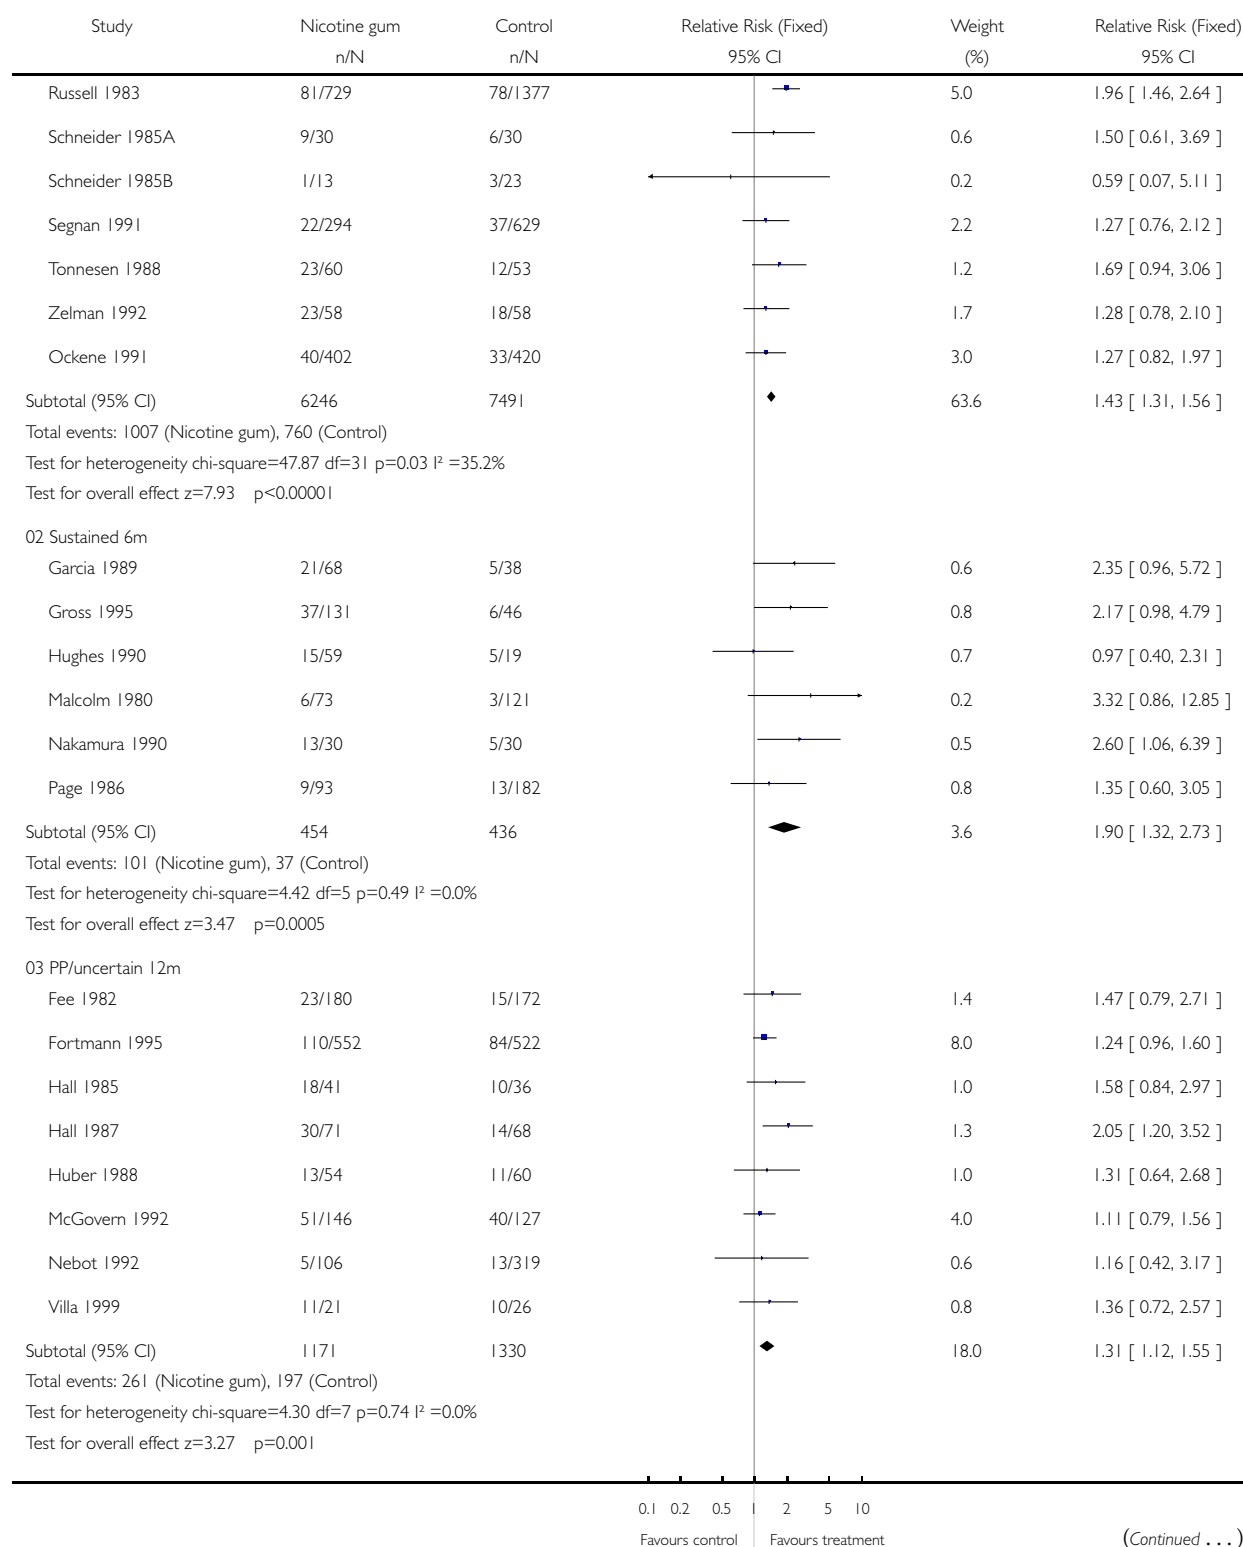 Study Nicotine gum Control Relative Risk (Fixed) Weight Relative Risk (Fixed)
n/N n/N 95% CI (%) 95% CI
Russell 1983 81/729 78/1377 5.0 1.96 [ 1.46, 2.64 ]
Schneider 1985A 9/30 6/30 0.6 1.50 [ 0.61, 3.69 ]
Schneider 1985B 1/13 3/23 0.2 0.59 [ 0.07, 5.11 ]
Segnan 1991 22/294 37/629 2.2 1.27 [ 0.76, 2.12 ]
Tonnesen 1988 23/60 12/53 1.2 1.69 [ 0.94, 3.06 ]
Zelman 1992 23/58 18/58 1.7 1.28 [ 0.78, 2.10 ]
Ockene 1991 40/402 33/420 3.0 1.27 [ 0.82, 1.97 ]
Subtotal (95% CI) 6246 7491 63.6 1.43 [ 1.31, 1.56 ]
Total events: 1007 (Nicotine gum), 760 (Control)
Test for heterogeneity chi-square=47.87 df=31 p=0.03 I² =35.2%
Test for overall effect z=7.93 p<0.00001
02 Sustained 6m
Garcia 1989 21/68 5/38 0.6 2.35 [ 0.96, 5.72 ]
Gross 1995 37/131 6/46 0.8 2.17 [ 0.98, 4.79 ]
Hughes 1990 15/59 5/19 0.7 0.97 [ 0.40, 2.31 ]
Malcolm 1980 6/73 3/121 0.2 3.32 [ 0.86, 12.85 ]
Nakamura 1990 13/30 5/30 0.5 2.60 [ 1.06, 6.39 ]
Page 1986 9/93 13/182 0.8 1.35 [ 0.60, 3.05 ]
Subtotal (95% CI) 454 436 3.6 1.90 [ 1.32, 2.73 ]
Total events: 101 (Nicotine gum), 37 (Control)
Test for heterogeneity chi-square=4.42 df=5 p=0.49 I² =0.0%
Test for overall effect z=3.47 p=0.0005
03 PP/uncertain 12m
Fee 1982 23/180 15/172 1.4 1.47 [ 0.79, 2.71 ]
Fortmann 1995 110/552 84/522 8.0 1.24 [ 0.96, 1.60 ]
Hall 1985 18/41 10/36 1.0 1.58 [ 0.84, 2.97 ]
Hall 1987 30/71 14/68 1.3 2.05 [ 1.20, 3.52 ]
Huber 1988 13/54 11/60 1.0 1.31 [ 0.64, 2.68 ]
McGovern 1992 51/146 40/127 4.0 1.11 [ 0.79, 1.56 ]
Nebot 1992 5/106 13/319 0.6 1.16 [ 0.42, 3.17 ]
Villa 1999 11/21 10/26 0.8 1.36 [ 0.72, 2.57 ]
Subtotal (95% CI) 1171 1330 18.0 1.31 [ 1.12, 1.55 ]
Total events: 261 (Nicotine gum), 197 (Control)
Test for heterogeneity chi-square=4.30 df=7 p=0.74 I² =0.0%
Test for overall effect z=3.27 p=0.001
0.1 0.2 0.5 1 2 5 10
Favours control Favours treatment (Continued . . . )